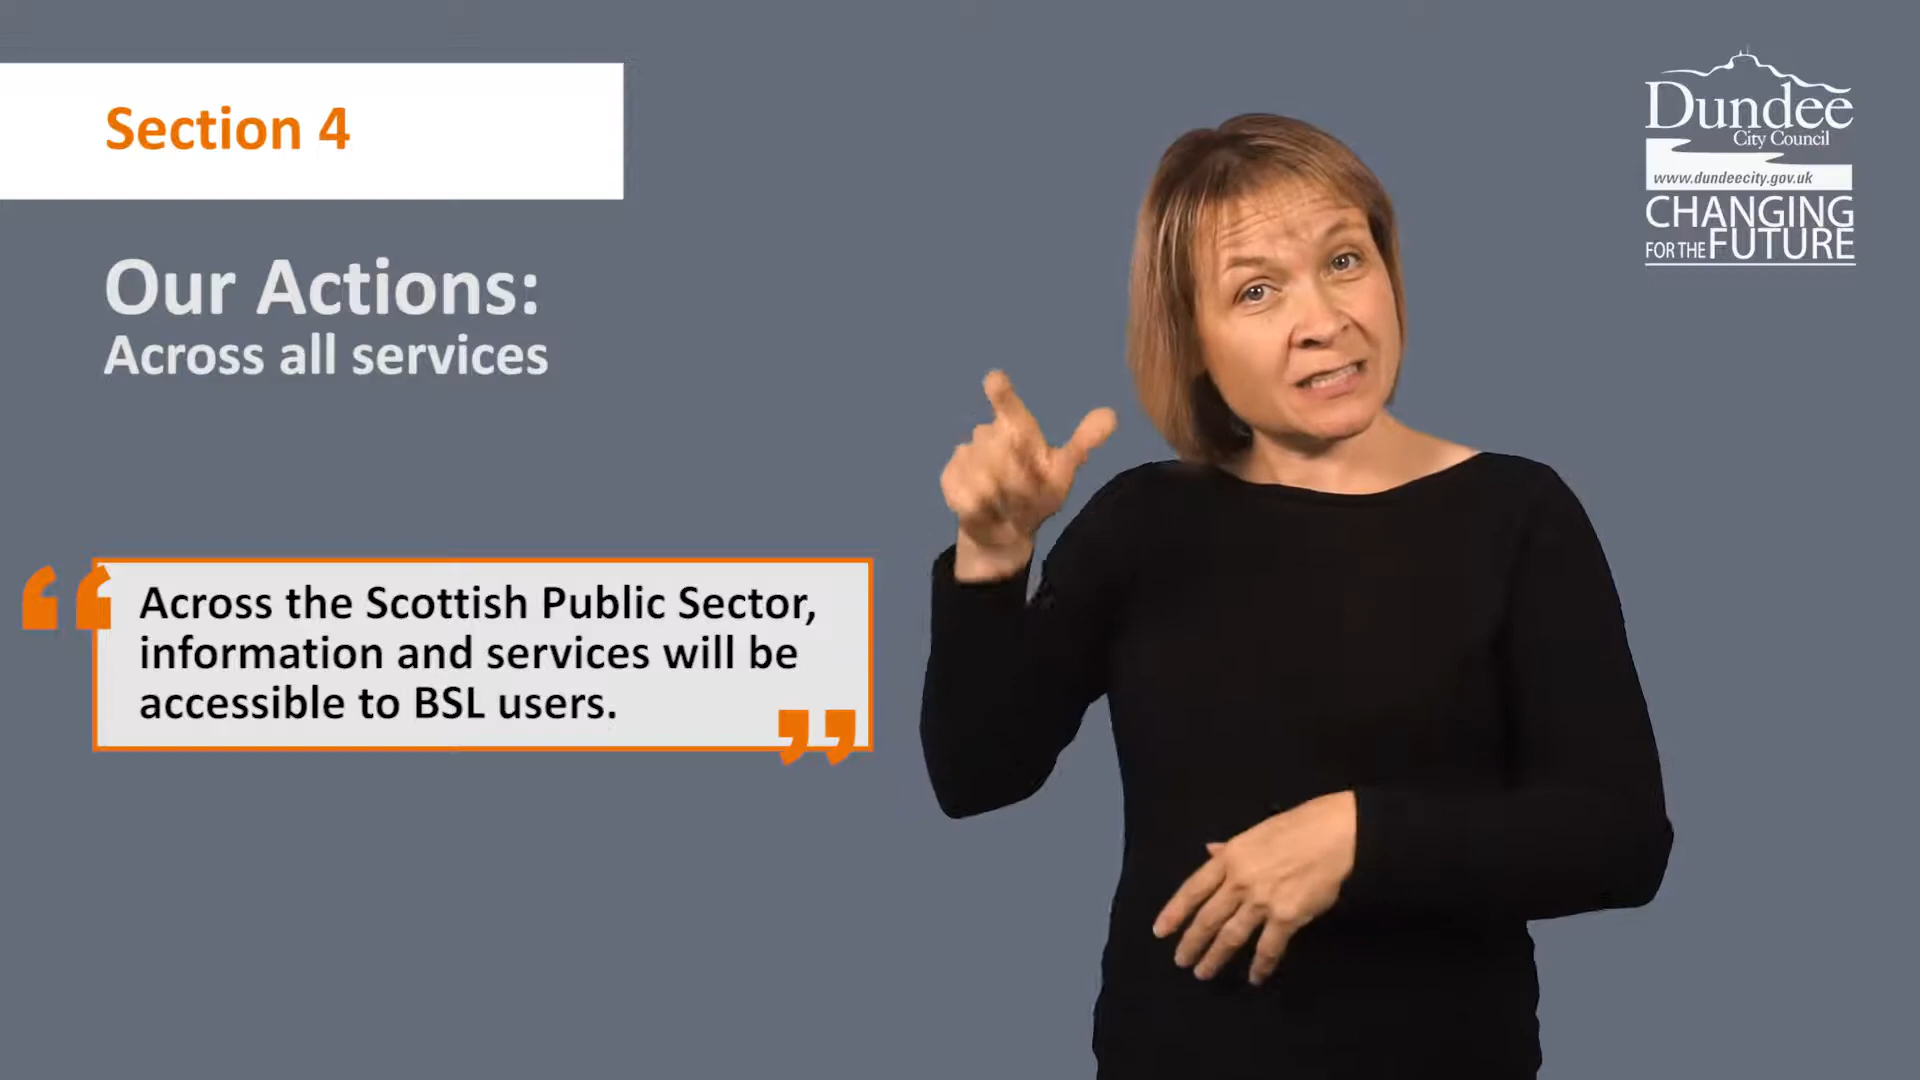 Section 4
Our Actions:
Across all services
“Across the Scottish Public Sector,
information and services will be
accessible to BSL users.”
Dundee
City Council
www.dundeecity.gov.uk
CHANGING
FOR THE FUTURE